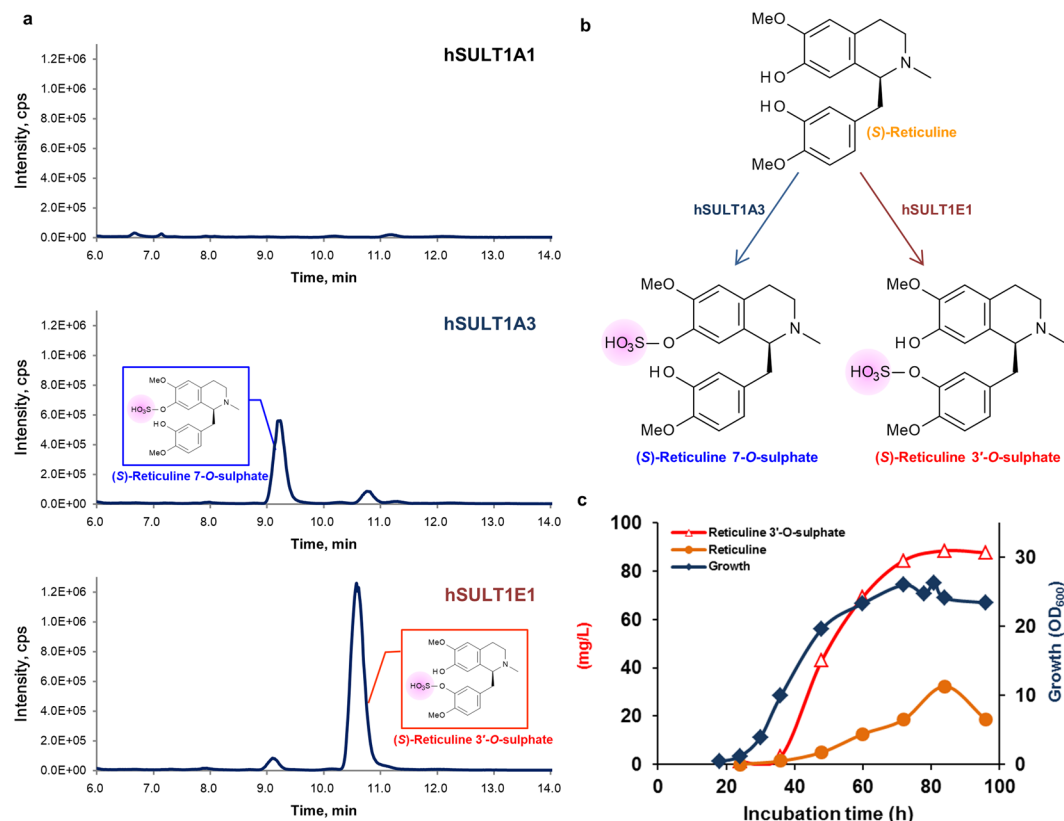 a
hSULT1A1
Intensity, cps
1.2E+06
1.0E+06
8.0E+05
6.0E+05
4.0E+05
2.0E+05
0.0E+00
6.0 7.0 8.0 9.0 10.0 11.0 12.0 13.0 14.0
Time, min
hSULT1A3
Intensity, cps
1.2E+06
1.0E+06
8.0E+05
6.0E+05
4.0E+05
2.0E+05
0.0E+00
MeO
HO₃S
O
N
HO
MeO
(S)-Reticuline 7-O-sulphate
6.0 7.0 8.0 9.0 10.0 11.0 12.0 13.0 14.0
Time, min
hSULT1E1
Intensity, cps
1.2E+06
1.0E+06
8.0E+05
6.0E+05
4.0E+05
2.0E+05
0.0E+00
MeO
HO
N
HO₃S
O
MeO
(S)-Reticuline 3′-O-sulphate
6.0 7.0 8.0 9.0 10.0 11.0 12.0 13.0 14.0
Time, min
b
MeO
HO
N
HO
MeO
(S)-Reticuline
hSULT1A3
hSULT1E1
MeO
HO₃S
O
N
HO
MeO
(S)-Reticuline 7-O-sulphate
MeO
HO
N
HO₃S
O
MeO
(S)-Reticuline 3′-O-sulphate
c
Reticuline 3'-O-sulphate
Reticuline
Growth
(mg/L)
100
80
60
40
20
0
0 20 40 60 80 100
Incubation time (h)
30
20
10
0
Growth (OD₆₀₀)